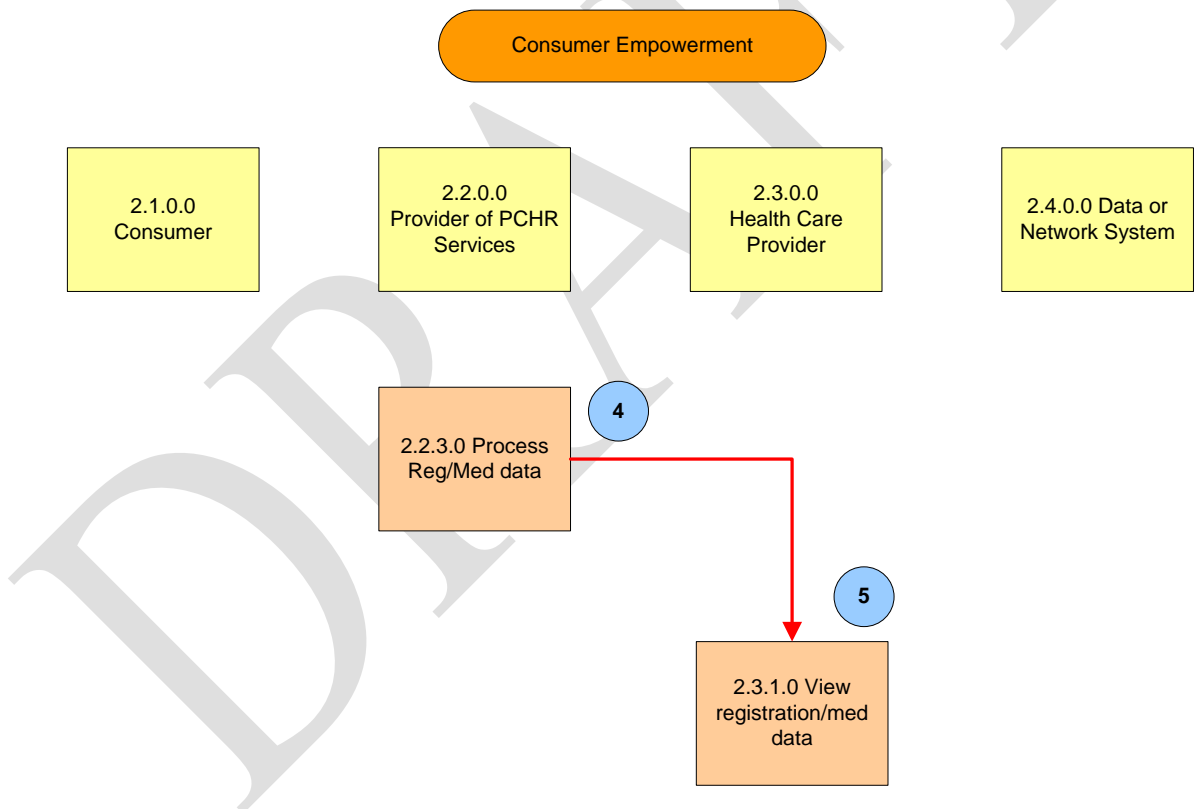 Consumer Empowerment
2.1.0.0
Consumer
2.2.0.0
Provider of PCHR
Services
2.3.0.0
Health Care
Provider
2.4.0.0 Data or
Network System
2.2.3.0 Process
Reg/Med data
4
5
2.3.1.0 View
registration/med
data
DRAFT